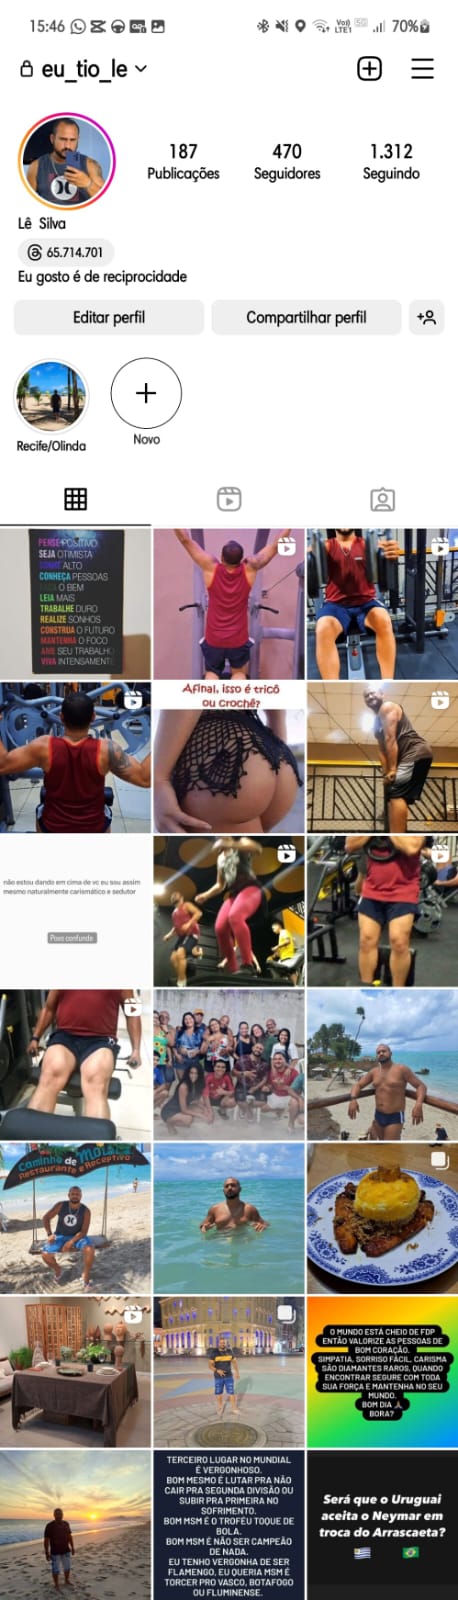 15:46
Vo))
LTE1
5G
70%
eu_tio_le
187
470
1.312
Publicações
Seguidores
Seguindo
Lê Silva
65.714.701
Eu gosto é de reciprocidade
Editar perfil
Compartilhar perfil
Recife/Olinda
Novo
PENSE POSITIVO
SEJA OTIMISTA
ALTO
CONHEÇA PESSOAS
O BEM
LEIA MAIS
TRABALHE DURO
REALIZE SONHOS
CONSTRUA O FUTURO
MANTENHA O FOCO
AME SEU TRABALHO
VIVA INTENSAMENTE
Afinal, isso é tricô
ou crochê?
não estou dando em cima de vc eu sou assim
mesmo naturalmente carismático e sedutor
Povo confunde
Caminho de Moisés
Restaurante e Receptivo
O MUNDO ESTÁ CHEIO DE FDP
ENTÃO VALORIZE AS PESSOAS DE
BOM CORAÇÃO.
SIMPATIA, SORRISO FÁCIL, CARISMA
SÃO DIAMANTES RAROS, QUANDO
ENCONTRAR SEGURE COM TODA
SUA FORÇA E MANTENHA NO SEU
MUNDO.
BOM DIA 🙏
BORA?
TERCEIRO LUGAR NO MUNDIAL
É VERGONHOSO.
BOM MESMO É LUTAR PRA NÃO
CAIR PRA SEGUNDA DIVISÃO OU
SUBIR PRA PRIMEIRA NO
SOFRIMENTO.
BOM MSM É O TROFÉU TOQUE DE
BOLA.
BOM MSM É NÃO SER CAMPEÃO
DE NADA.
EU TENHO VERGONHA DE SER
FLAMENGO, EU QUERIA MSM É
TORCER PRO VASCO, BOTAFOGO
OU FLUMINENSE.
Será que o Uruguai
aceita o Neymar em
troca do Arrascaeta?